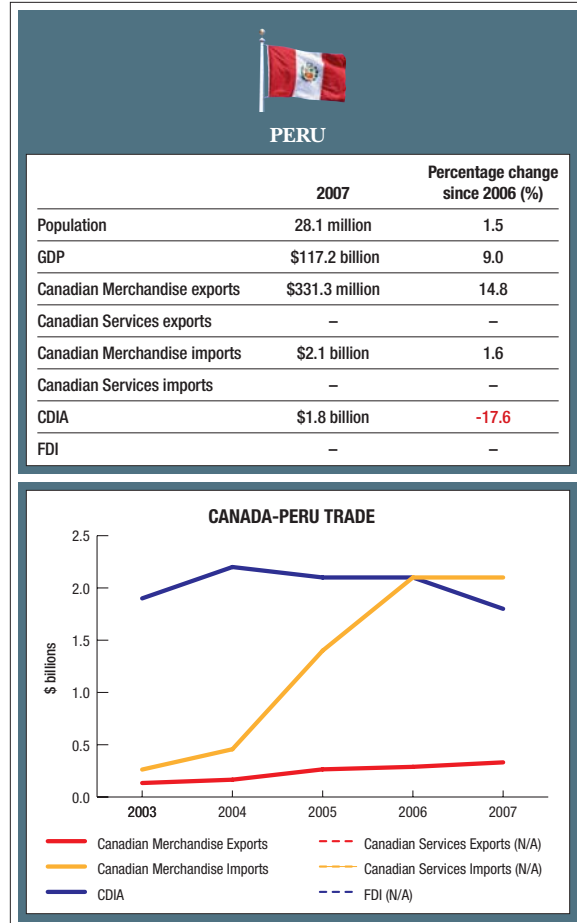 PERU
Percentage change
2007 since 2006 (%)
Population 28.1 million 1.5
GDP $117.2 billion 9.0
Canadian Merchandise exports $331.3 million 14.8
Canadian Services exports – –
Canadian Merchandise imports $2.1 billion 1.6
Canadian Services imports – –
CDIA $1.8 billion -17.6
FDI – –
CANADA-PERU TRADE
2.5
2.0
1.5
1.0
0.5
0.0
$ billions
2003 2004 2005 2006 2007
Canadian Merchandise Exports Canadian Services Exports (N/A)
Canadian Merchandise Imports Canadian Services Imports (N/A)
CDIA FDI (N/A)